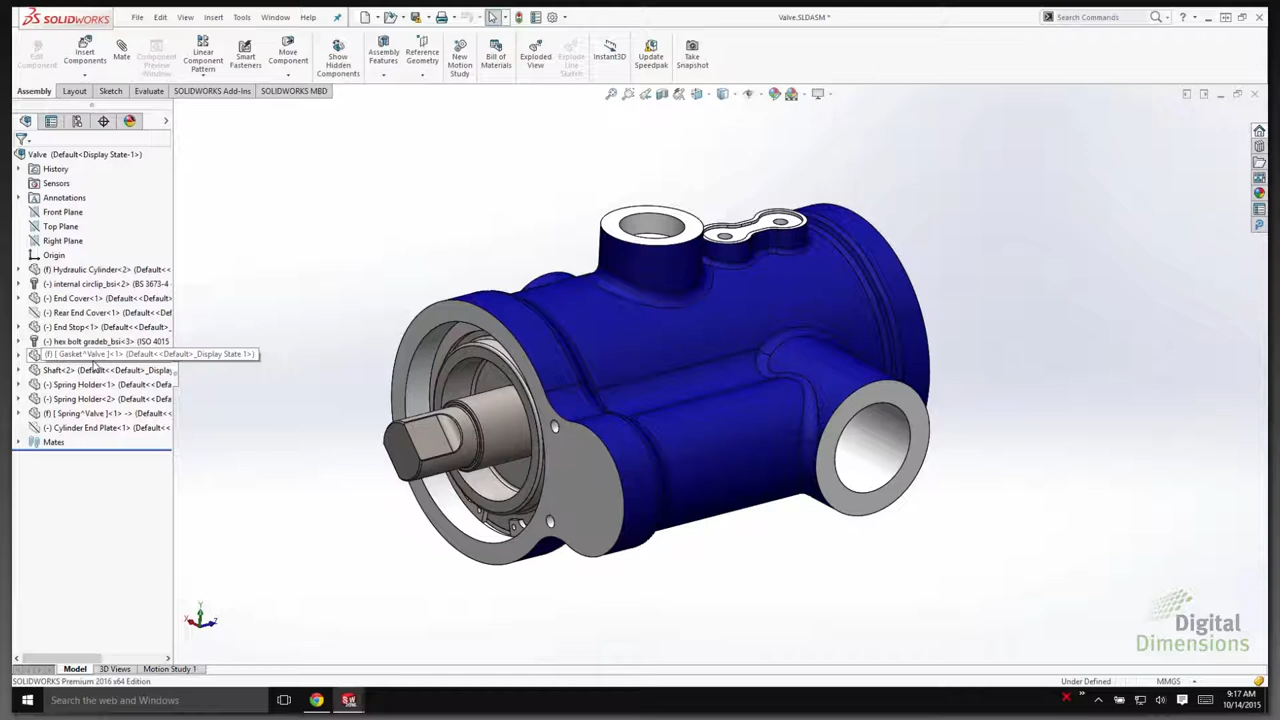 SOLIDWORKS File Edit View Insert Tools Window Help Valve.SLDASM * Search Commands
Edit Component
Insert Components
Mate
Component Preview Window
Linear Component Pattern
Smart Fasteners
Move Component
Show Hidden Components
Assembly Features
Reference Geometry
New Motion Study
Bill of Materials
Exploded View
Explode Line Sketch
Instant3D
Update Speedpak
Take Snapshot
Assembly Layout Sketch Evaluate SOLIDWORKS Add-Ins SOLIDWORKS MBD
Valve (Default<Display State-1>)
History
Sensors
Annotations
Front Plane
Top Plane
Right Plane
Origin
(f) Hydraulic Cylinder<2> (Default<<
(-) internal circlip_bsi<2> (BS 3673-4
(-) End Cover<1> (Default<<Default>
(-) Rear End Cover<1> (Default<<Def
(-) End Stop<1> (Default<<Default>_
(-) hex bolt gradeb_bsi<3> (ISO 4015
(f) [ Gasket^Valve ]<1> (Default<<Default>_Display State 1>)
Shaft<2> (Default<<Default>_Displa
(-) Spring Holder<1> (Default<<Defa
(-) Spring Holder<2> (Default<<Defa
(f) [ Spring^Valve ]<1> -> (Default<<
(-) Cylinder End Plate<1> (Default<<
Mates
Y
X
Z
Digital
Dimensions
Model 3D Views Motion Study 1
SOLIDWORKS Premium 2016 x64 Edition Under Defined MMGS
Search the web and Windows
9:17 AM
10/14/2015